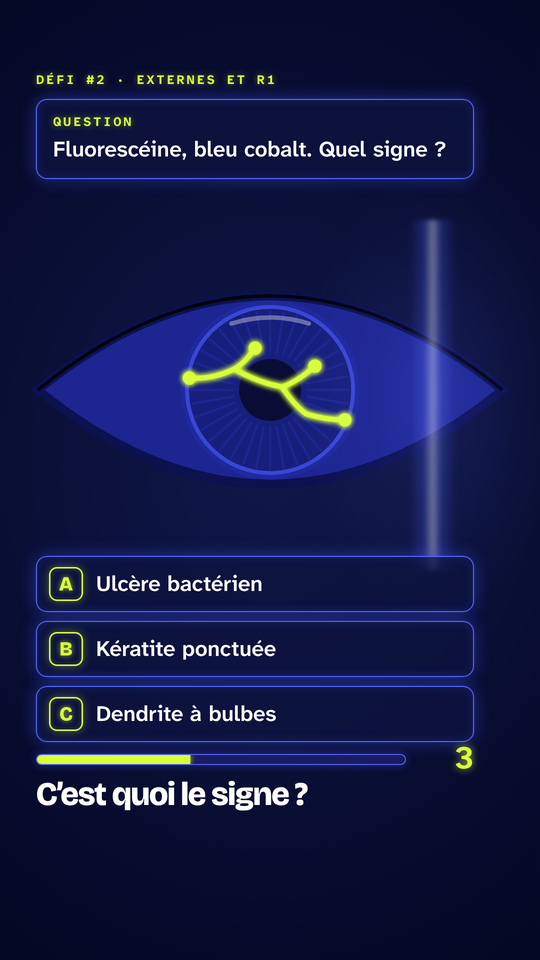 DÉFI #2 · EXTERNES ET R1
QUESTION
Fluorescéine, bleu cobalt. Quel signe ?
A Ulcère bactérien
B Kératite ponctuée
C Dendrite à bulbes
3
C'est quoi le signe ?